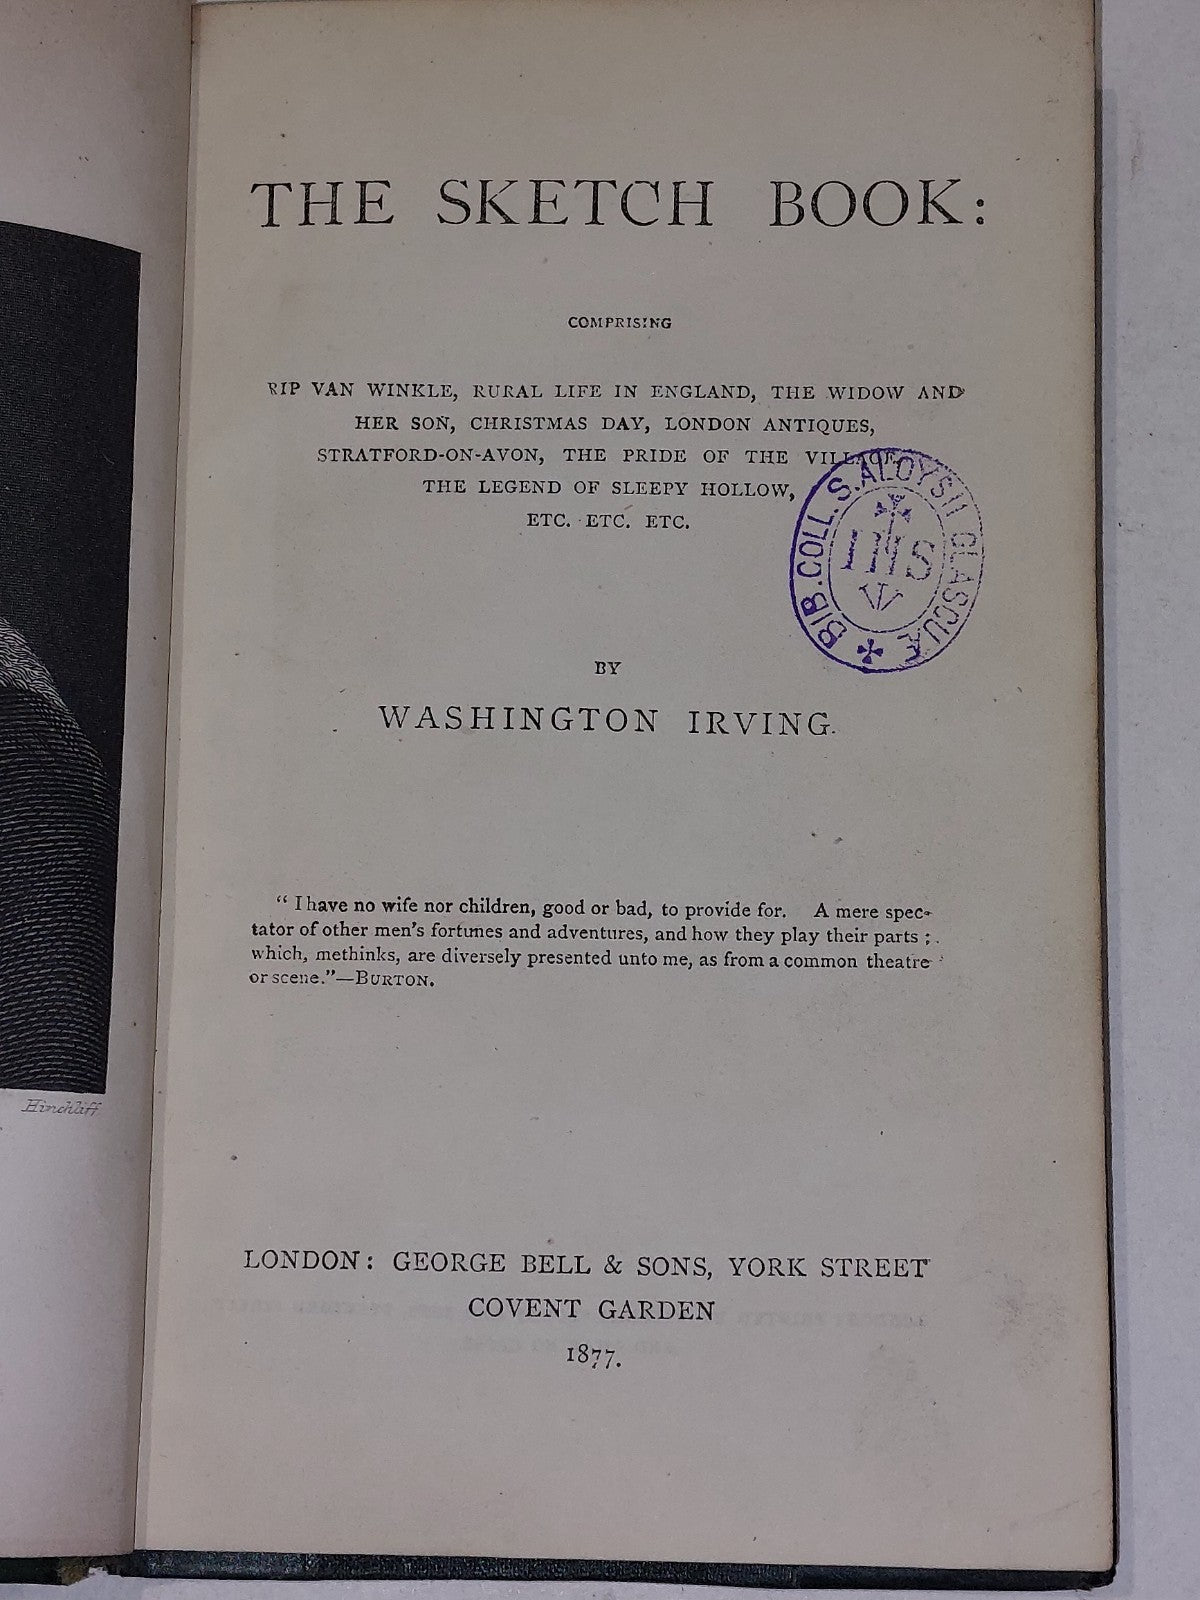 THE SKETCH BOOK:
COMPRISING
RIP VAN WINKLE, RURAL LIFE IN ENGLAND, THE WIDOW AND
HER SON, CHRISTMAS DAY, LONDON ANTIQUES,
STRATFORD-ON-AVON, THE PRIDE OF THE VILLAGE,
THE LEGEND OF SLEEPY HOLLOW,
ETC. ETC. ETC.
BIB. COLL. S. ALOYSII GLASCUÆ
IHS
BY
WASHINGTON IRVING.
“ I have no wife nor children, good or bad, to provide for. A mere spec-
tator of other men’s fortunes and adventures, and how they play their parts ;
which, methinks, are diversely presented unto me, as from a common theatre
or scene.”—BURTON.
Hinchliff
LONDON: GEORGE BELL & SONS, YORK STREET
COVENT GARDEN
1877.